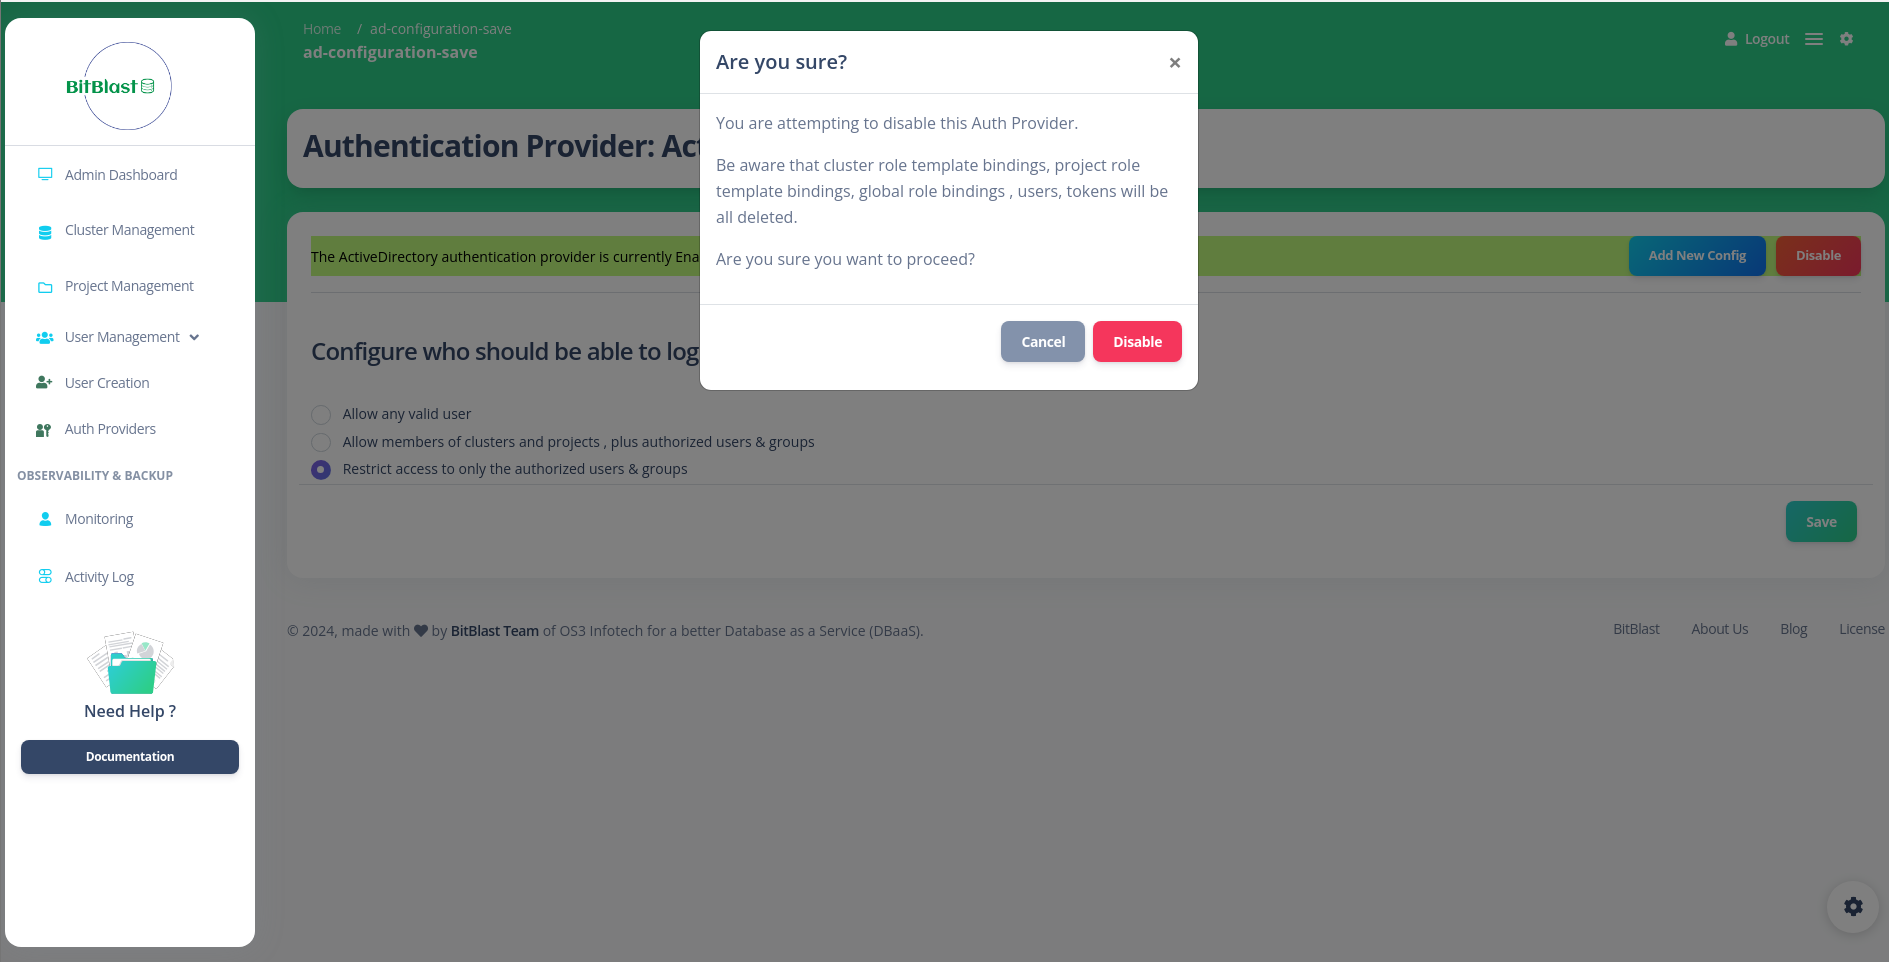 BitBlast
Admin Dashboard
Cluster Management
Project Management
User Management
User Creation
Auth Providers
OBSERVABILITY & BACKUP
Monitoring
Activity Log
Need Help ?
Documentation
Home / ad-configuration-save
ad-configuration-save
Logout
Authentication Provider: Ac
The ActiveDirectory authentication provider is currently Ena
Add New Config
Disable
Configure who should be able to log
Allow any valid user
Allow members of clusters and projects , plus authorized users & groups
Restrict access to only the authorized users & groups
Save
Are you sure?
×
You are attempting to disable this Auth Provider.
Be aware that cluster role template bindings, project role
template bindings, global role bindings , users, tokens will be
all deleted.
Are you sure you want to proceed?
Cancel
Disable
© 2024, made with by BitBlast Team of OS3 Infotech for a better Database as a Service (DBaaS).
BitBlast
About Us
Blog
License